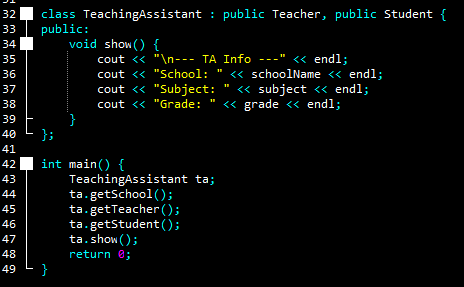 32 class TeachingAssistant : public Teacher, public Student {
33 public:
34     void show() {
35         cout << "\n--- TA Info ---" << endl;
36         cout << "School: " << schoolName << endl;
37         cout << "Subject: " << subject << endl;
38         cout << "Grade: " << grade << endl;
39     }
40 };
41
42 int main() {
43     TeachingAssistant ta;
44     ta.getSchool();
45     ta.getTeacher();
46     ta.getStudent();
47     ta.show();
48     return 0;
49 }